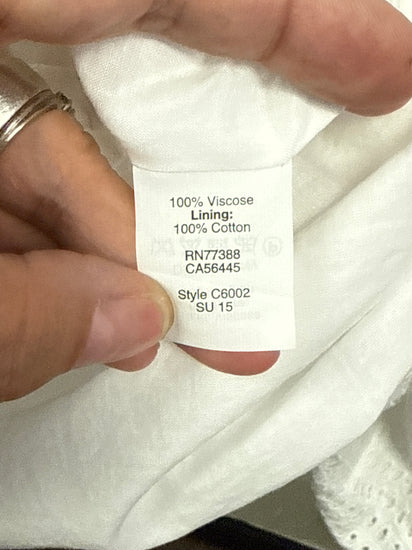 100% Viscose
Lining:
100% Cotton
RN77388
CA56445
Style C6002
SU 15